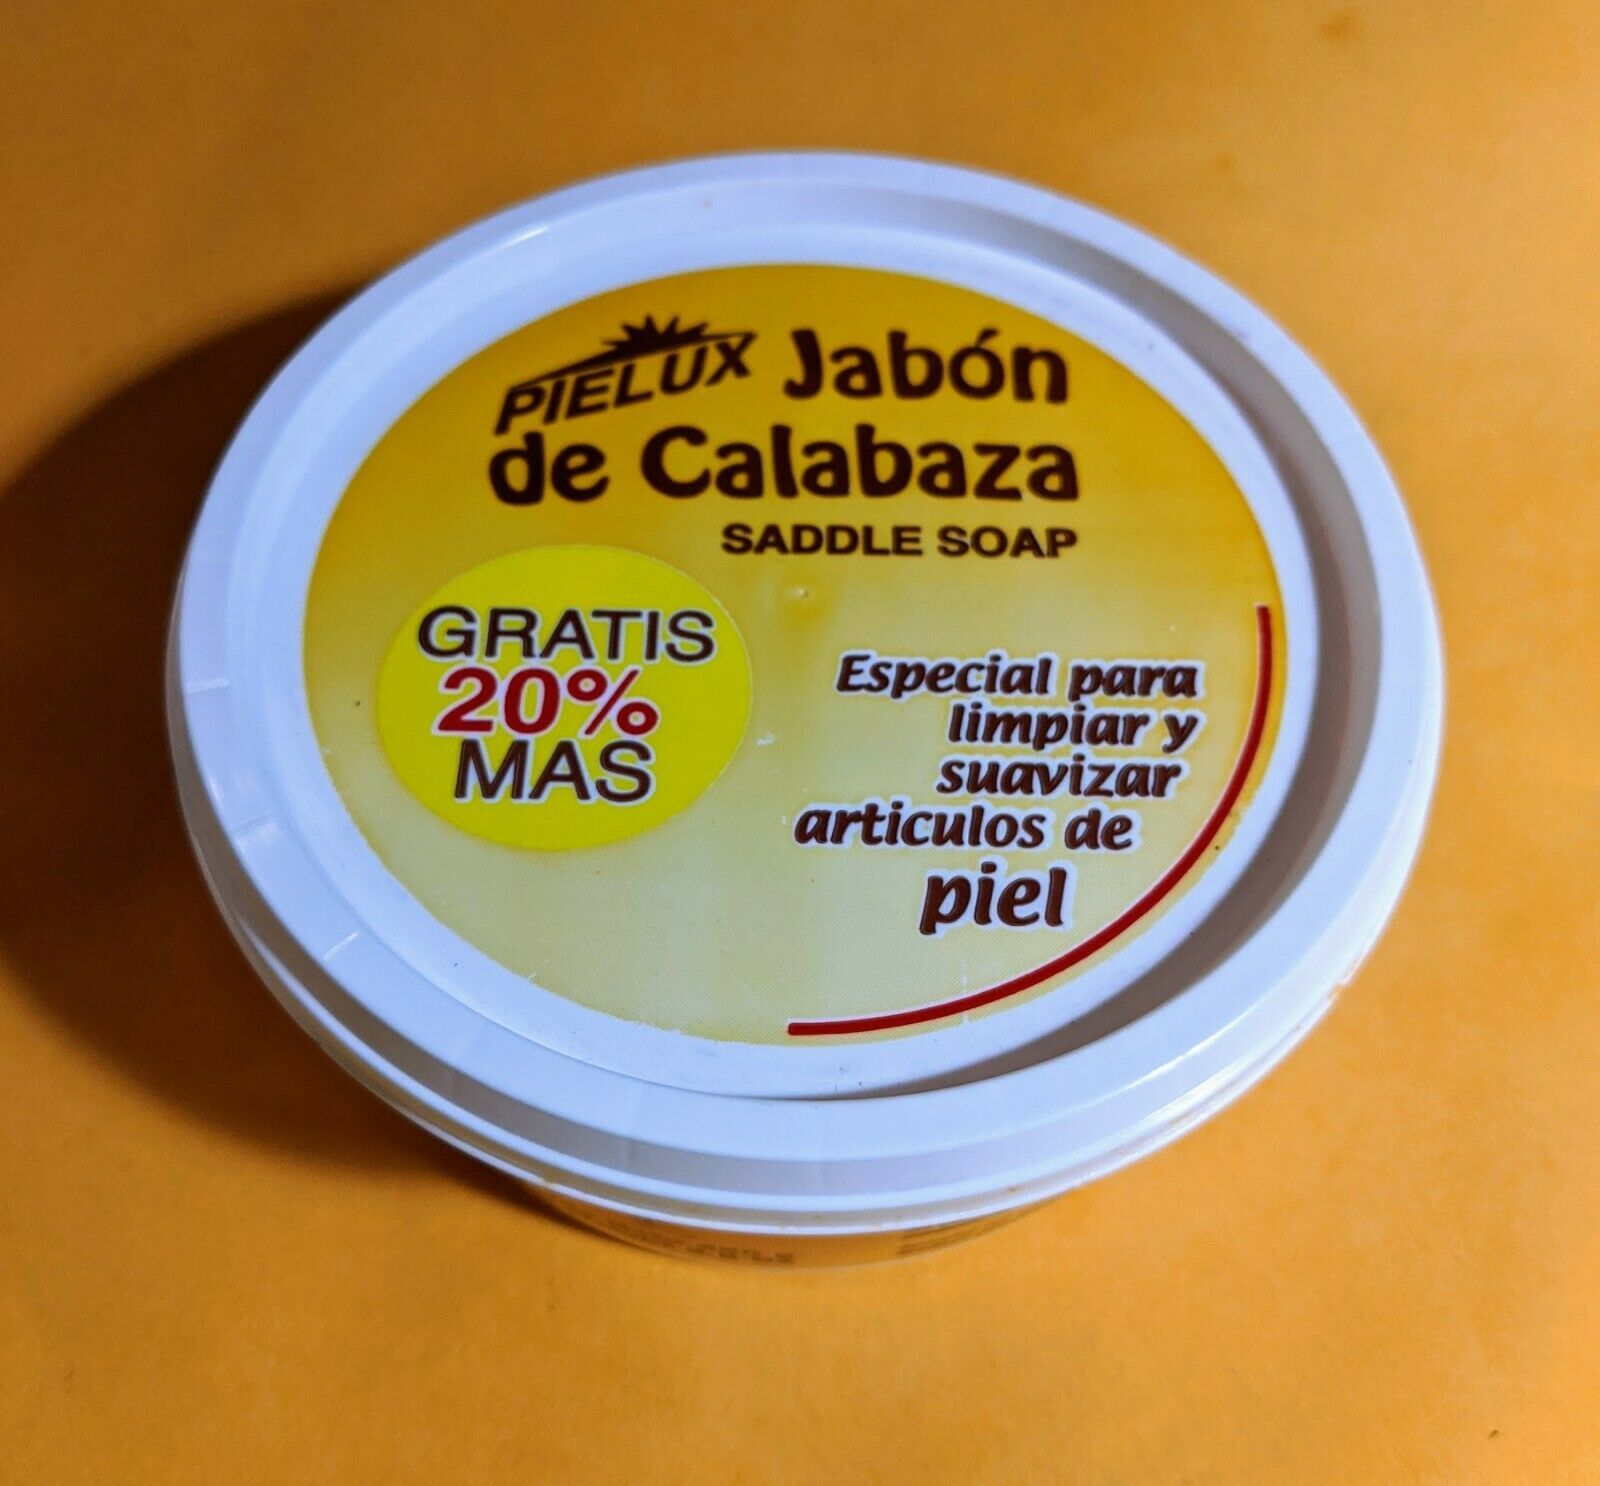 PIELUX Jabón
de Calabaza
SADDLE SOAP
GRATIS
20%
MAS
Especial para
limpiar y
suavizar
articulos de
piel